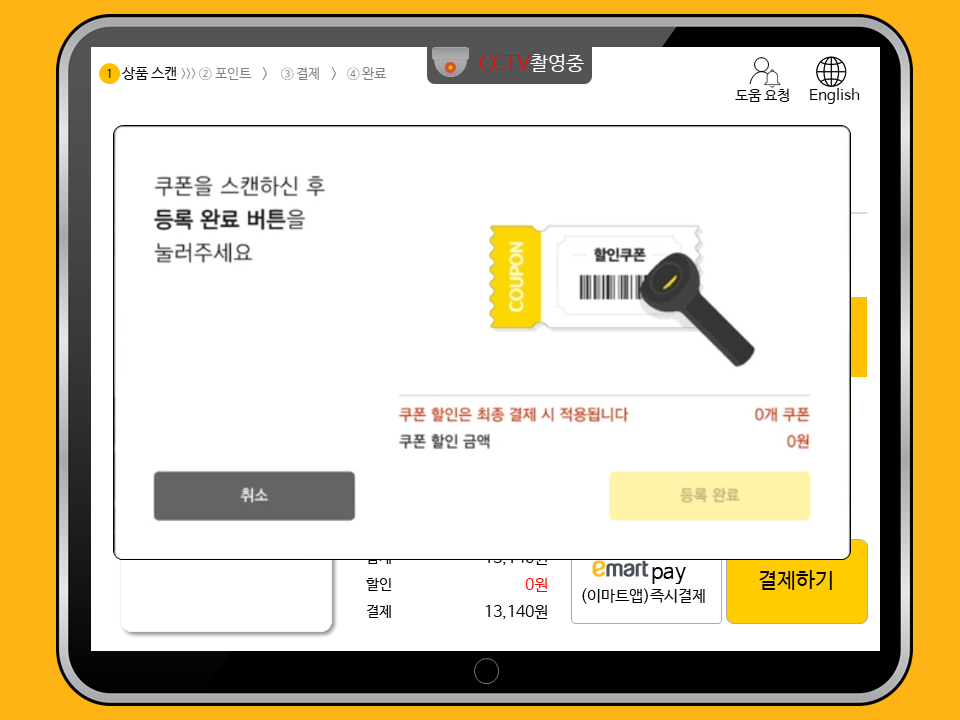 1 상품 스캔 》》》 ② 포인트 〉 ③ 결제 〉 ④ 완료
CCTV촬영중
도움 요청
English
쿠폰을 스캔하신 후
등록 완료 버튼을
눌러주세요
COUPON
할인쿠폰
쿠폰 할인은 최종 결제 시 적용됩니다 0개 쿠폰
쿠폰 할인 금액 0원
취소
등록 완료
할인 0원
결제 13,140원
emart pay
(이마트앱)즉시결제
결제하기